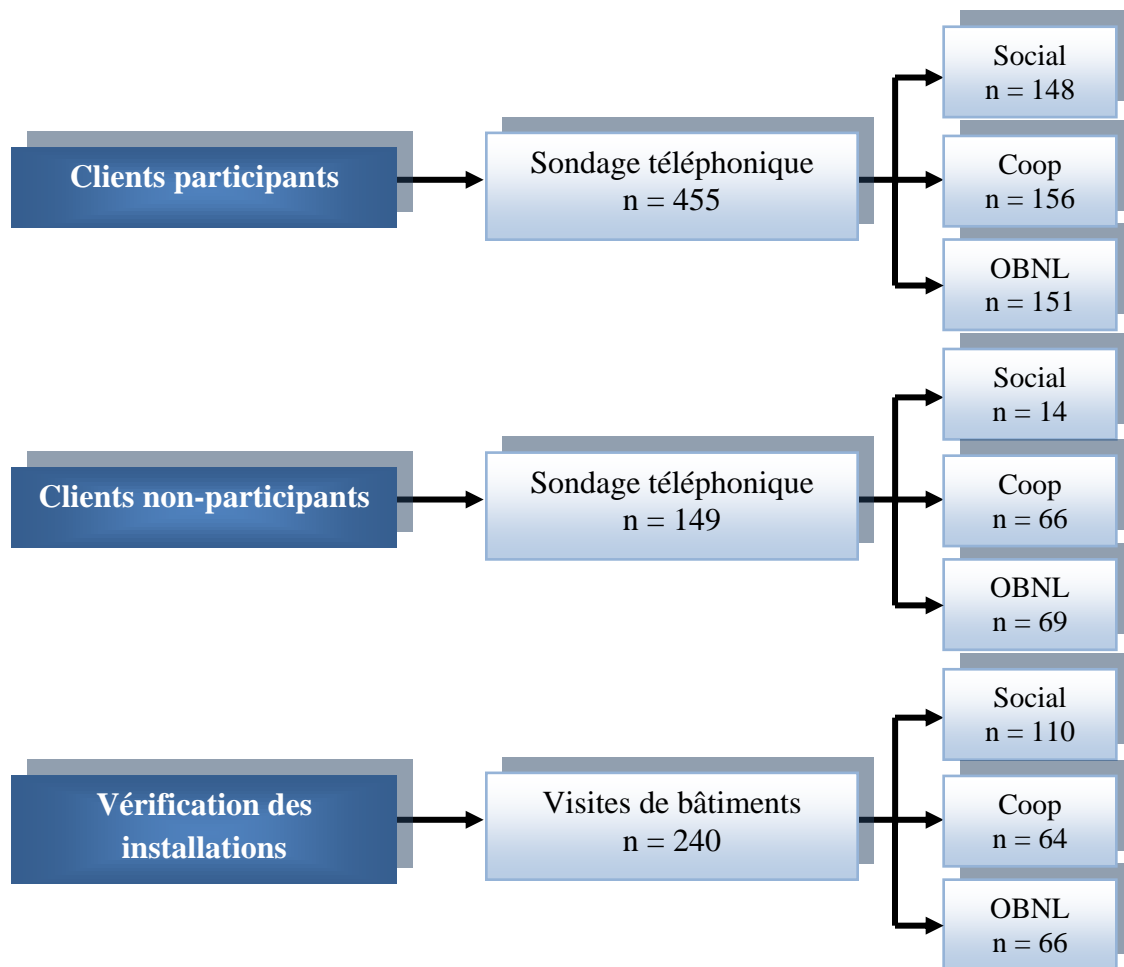 Clients participants
Sondage téléphonique
n = 455
Social
n = 148
Coop
n = 156
OBNL
n = 151
Clients non-participants
Sondage téléphonique
n = 149
Social
n = 14
Coop
n = 66
OBNL
n = 69
Vérification des
installations
Visites de bâtiments
n = 240
Social
n = 110
Coop
n = 64
OBNL
n = 66